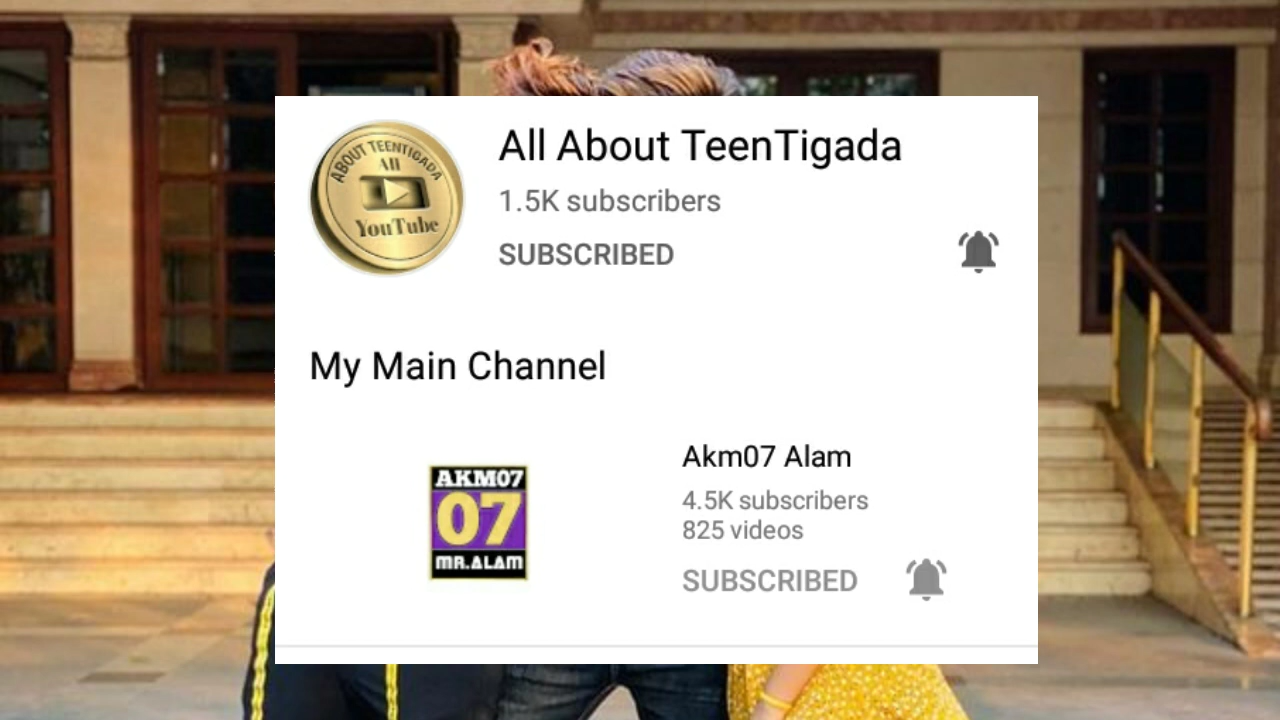 ABOUT TEENTIGADA
All
YouTube
All About TeenTigada
1.5K subscribers
SUBSCRIBED
My Main Channel
AKM07
07
MR.ALAM
Akm07 Alam
4.5K subscribers
825 videos
SUBSCRIBED